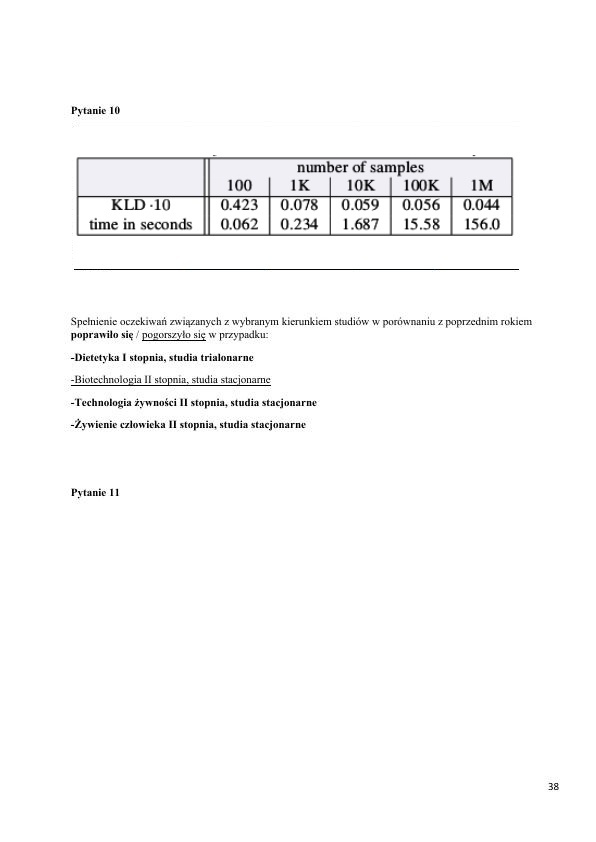 Pytanie 10
number of samples
100 1K 10K 100K 1M
KLD ·10 0.423 0.078 0.059 0.056 0.044
time in seconds 0.062 0.234 1.687 15.58 156.0
Spełnienie oczekiwań związanych z wybranym kierunkiem studiów w porównaniu z poprzednim rokiem
poprawiło się / pogorszyło się w przypadku:
-Dietetyka I stopnia, studia trialonarne
-Biotechnologia II stopnia, studia stacjonarne
-Technologia żywności II stopnia, studia stacjonarne
-Żywienie człowieka II stopnia, studia stacjonarne
Pytanie 11
38